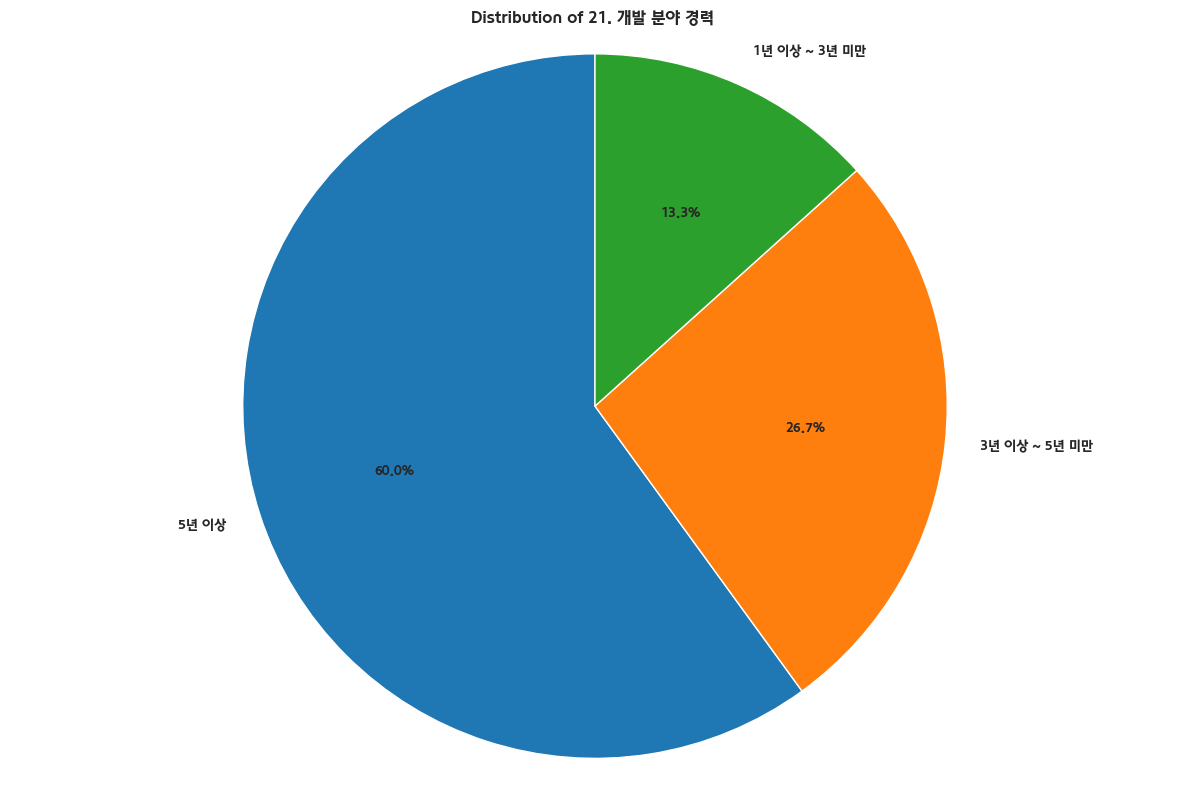 Distribution of 21. 개발 분야 경력
1년 이상 ~ 3년 미만
13.3%
26.7%
3년 이상 ~ 5년 미만
60.0%
5년 이상